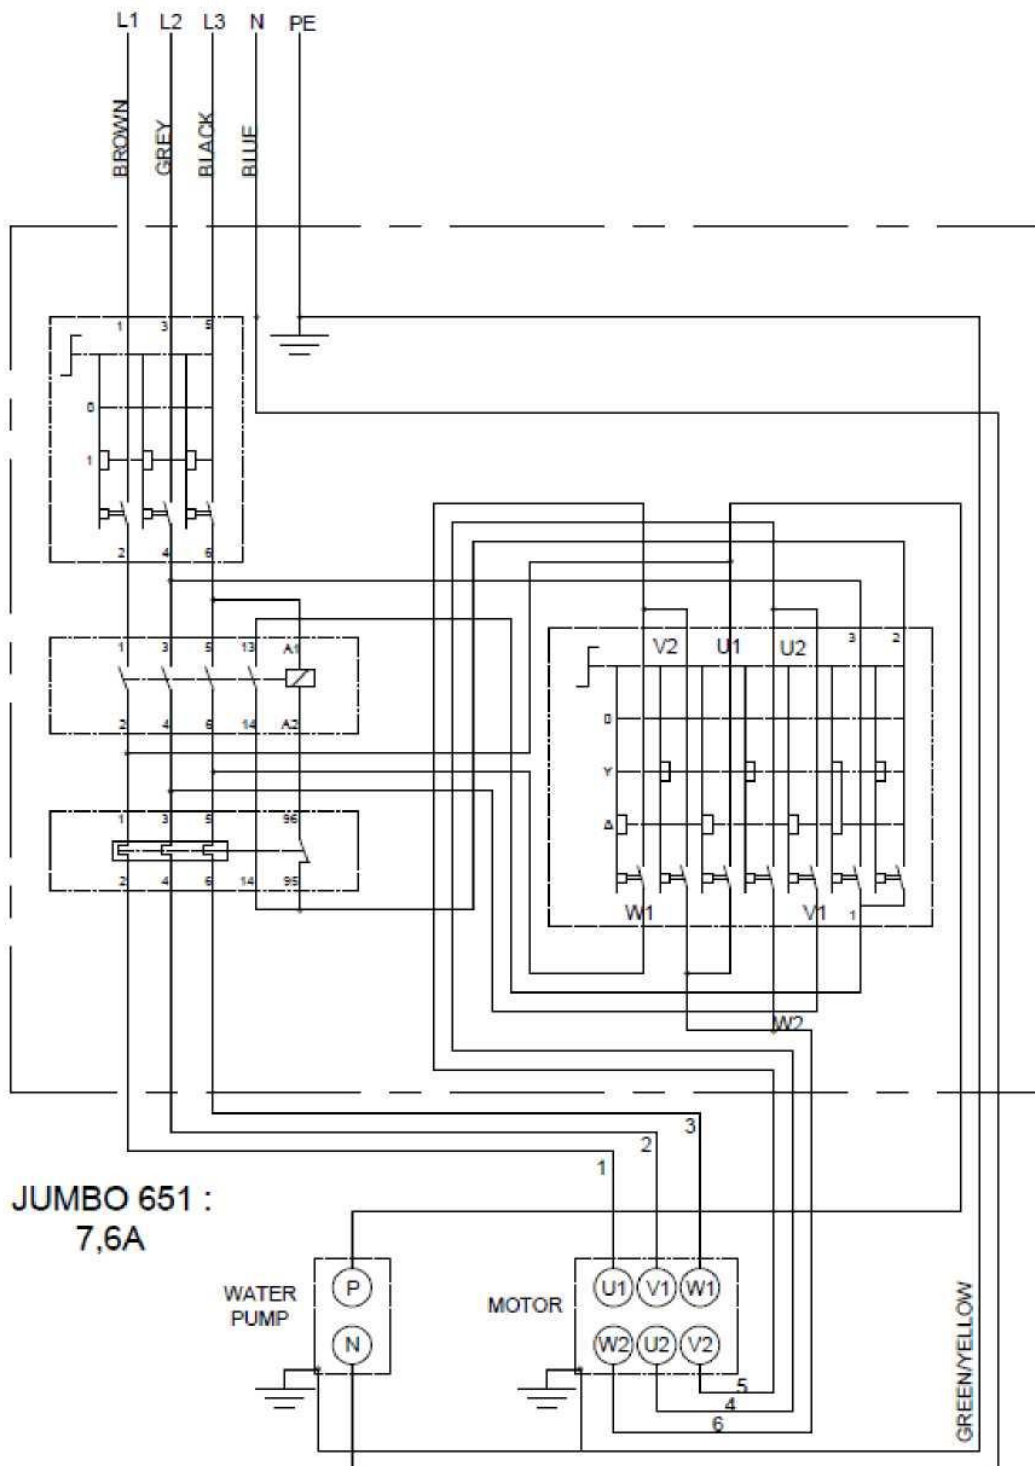 L1 L2 L3 N PE
BROWN
GREY
BLACK
BLUE
1 3 5
0
1
2 4 6
1 3 5 13 A1
2 4 6 14 A2
1 3 5 96
2 4 6 14 95
V2 U1 U2 3 2
0
Y
Δ
W1 V1 1
W2
3
2
1
JUMBO 651 :
7,6A
WATER
PUMP
P
N
MOTOR
U1 V1 W1
W2 U2 V2
5
4
6
GREEN/YELLOW